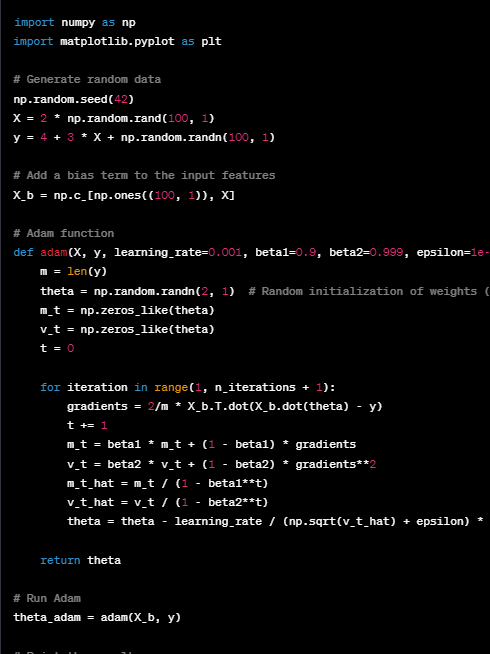 import numpy as np
import matplotlib.pyplot as plt
# Generate random data
np.random.seed(42)
X = 2 * np.random.rand(100, 1)
y = 4 + 3 * X + np.random.randn(100, 1)
# Add a bias term to the input features
X_b = np.c_[np.ones((100, 1)), X]
# Adam function
def adam(X, y, learning_rate=0.001, beta1=0.9, beta2=0.999, epsilon=1e-
m = len(y)
theta = np.random.randn(2, 1)  # Random initialization of weights (
m_t = np.zeros_like(theta)
v_t = np.zeros_like(theta)
t = 0
for iteration in range(1, n_iterations + 1):
gradients = 2/m * X_b.T.dot(X_b.dot(theta) - y)
t += 1
m_t = beta1 * m_t + (1 - beta1) * gradients
v_t = beta2 * v_t + (1 - beta2) * gradients**2
m_t_hat = m_t / (1 - beta1**t)
v_t_hat = v_t / (1 - beta2**t)
theta = theta - learning_rate / (np.sqrt(v_t_hat) + epsilon) *
return theta
# Run Adam
theta_adam = adam(X_b, y)